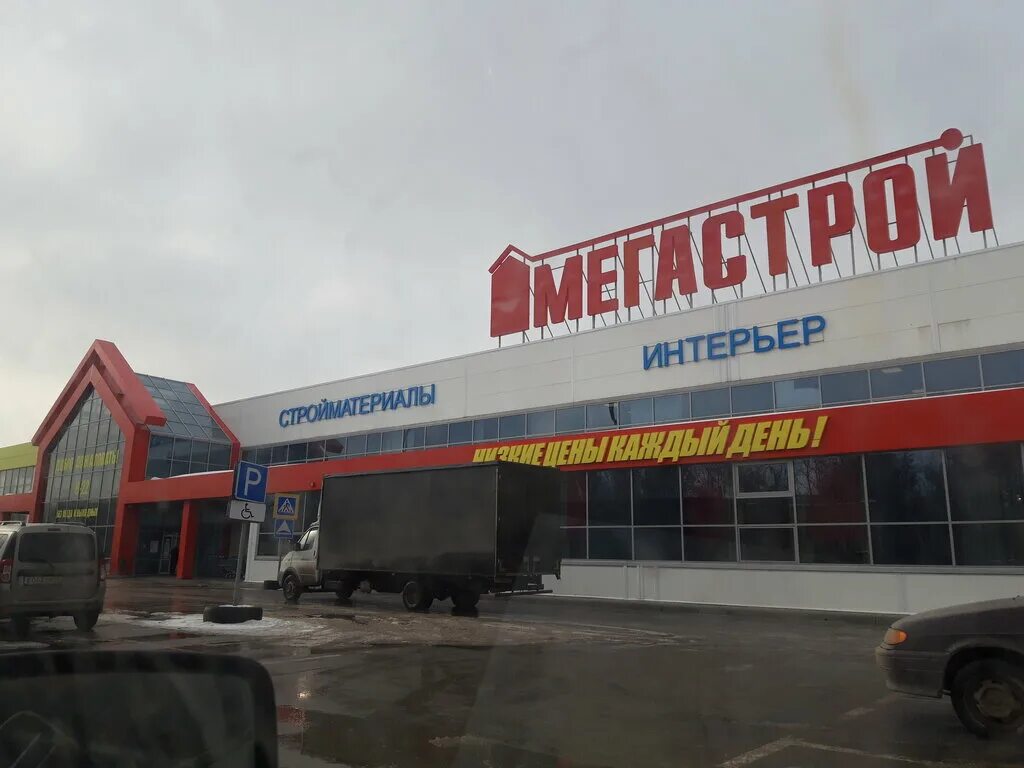 МЕГАСТРОЙ
ИНТЕРЬЕР
СТРОЙМАТЕРИАЛЫ
НИЗКИЕ ЦЕНЫ КАЖДЫЙ ДЕНЬ!
P